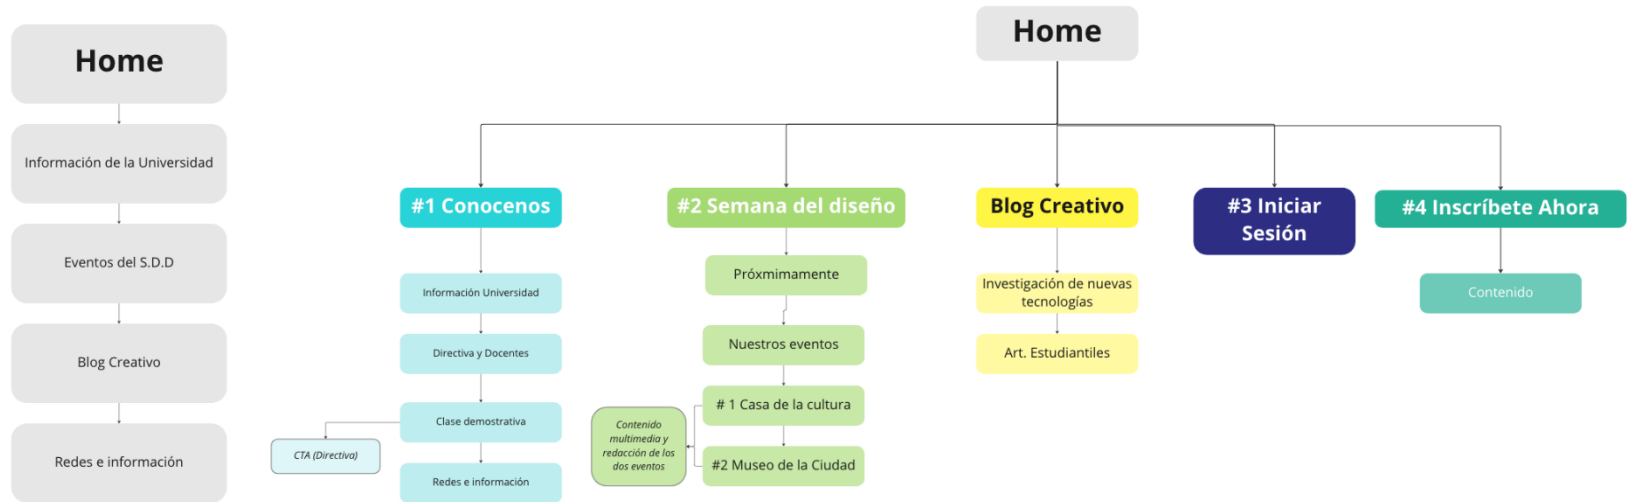 Home
Información de la Universidad
Eventos del S.D.D
Blog Creativo
Redes e información
Home
#1 Conocenos
Información Universidad
Directiva y Docentes
Clase demostrativa
CTA (Directiva)
Redes e información
#2 Semana del diseño
Próxmimamente
Nuestros eventos
# 1 Casa de la cultura
#2 Museo de la Ciudad
Contenido
multimedia y
redacción de los
dos eventos
Blog Creativo
Investigación de nuevas
tecnologías
Art. Estudiantiles
#3 Iniciar
Sesión
#4 Inscríbete Ahora
Contenido